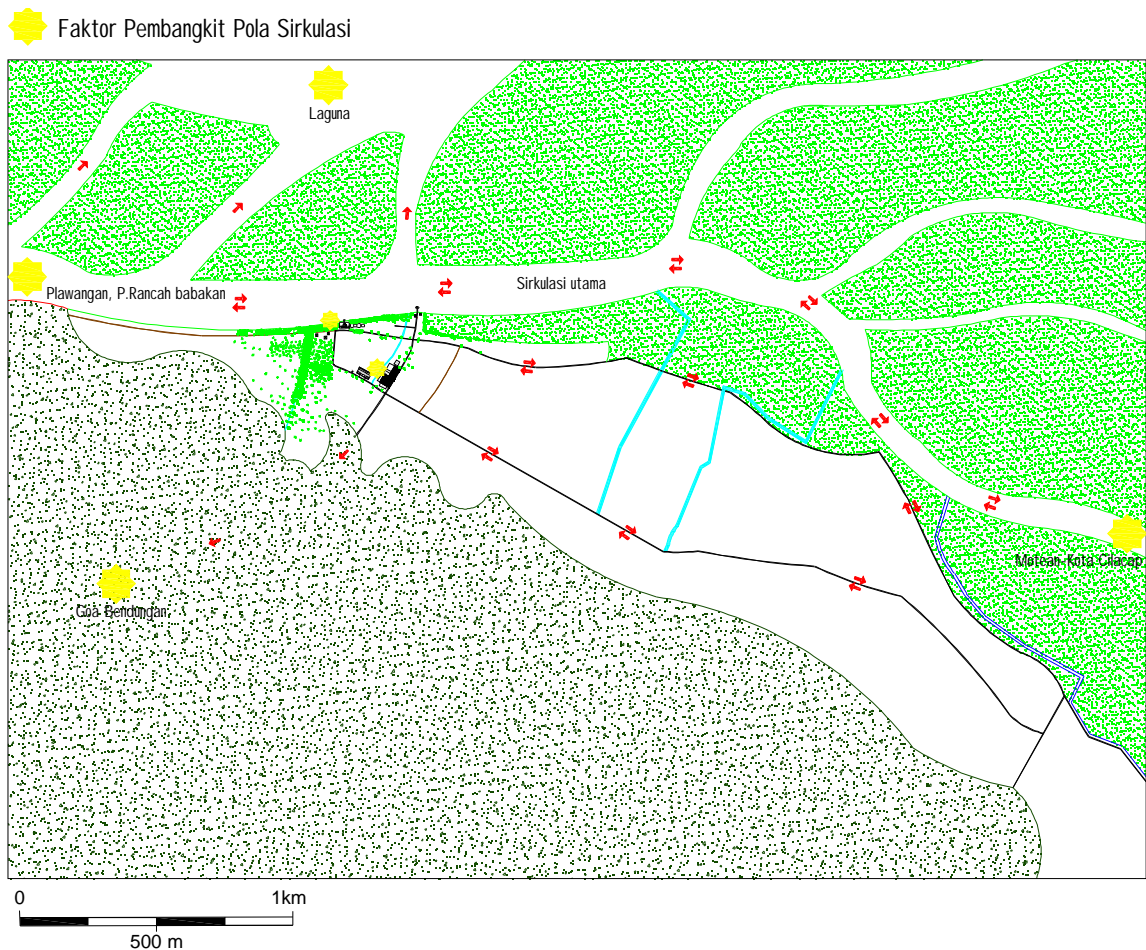 Faktor Pembangkit Pola Sirkulasi
Laguna
Plawangan, P.Rancah babakan
Sirkulasi utama
Motean, Kota Cilacap
Goa Bendungan
0 1km
500 m